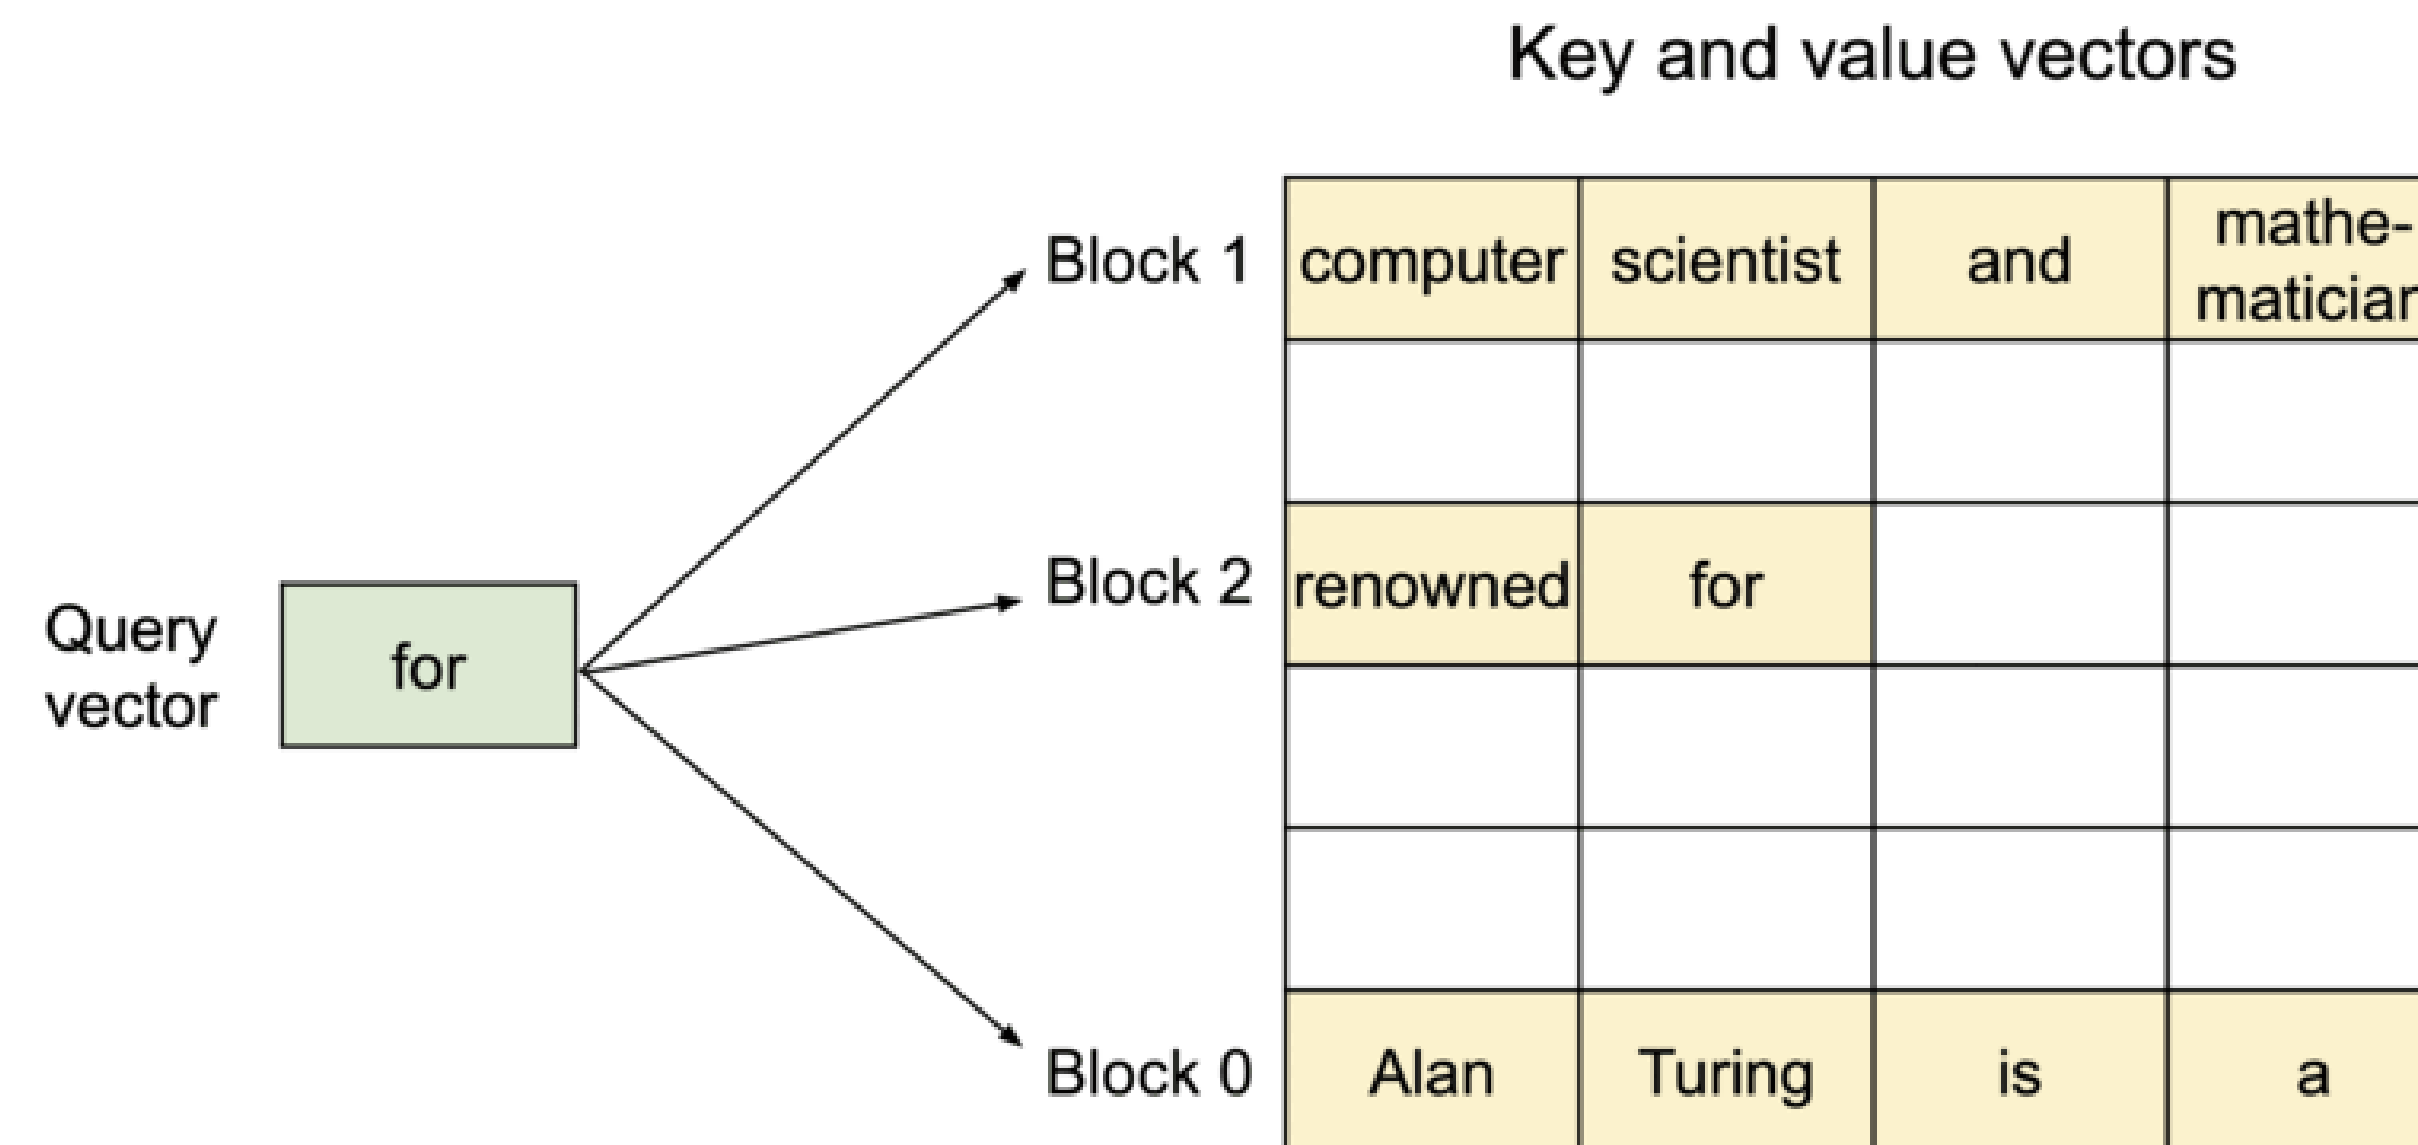 Key and value vectors
Block 1 computer scientist and mathe-
maticiar
Block 2 renowned for
Query
vector
for
Block 0 Alan Turing is a